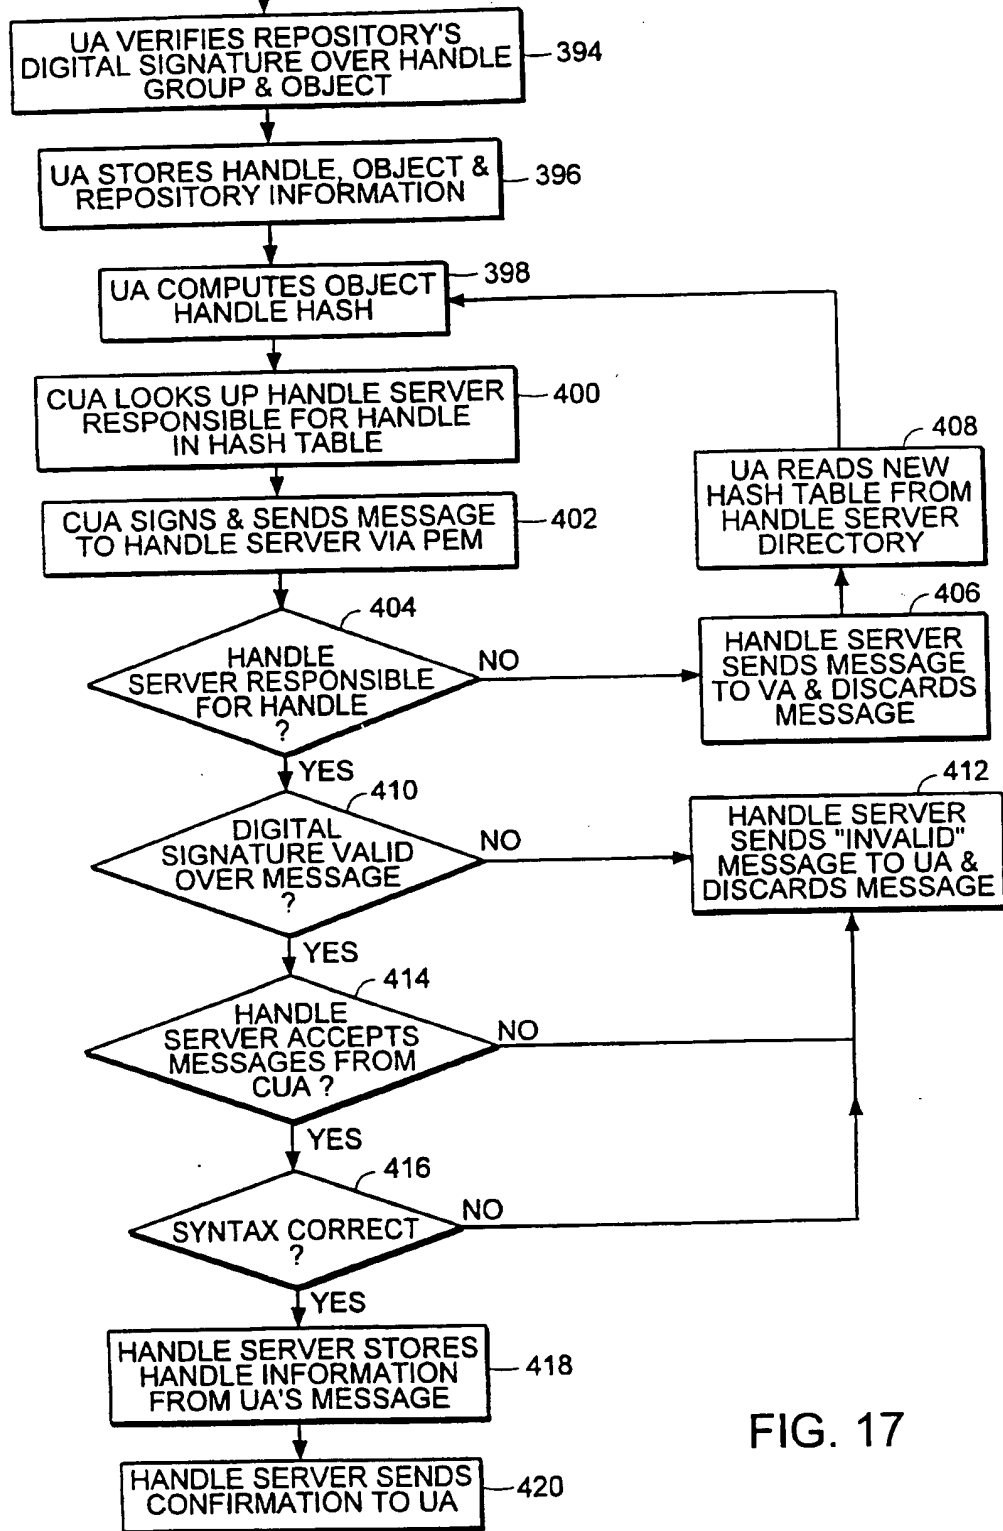 UA VERIFIES REPOSITORY'S
DIGITAL SIGNATURE OVER HANDLE
GROUP & OBJECT
394
UA STORES HANDLE, OBJECT &
REPOSITORY INFORMATION
396
UA COMPUTES OBJECT
HANDLE HASH
398
CUA LOOKS UP HANDLE SERVER
RESPONSIBLE FOR HANDLE
IN HASH TABLE
400
408
UA READS NEW
HASH TABLE FROM
HANDLE SERVER
DIRECTORY
CUA SIGNS & SENDS MESSAGE
TO HANDLE SERVER VIA PEM
402
404
HANDLE
SERVER RESPONSIBLE
FOR HANDLE
?
NO
406
HANDLE SERVER
SENDS MESSAGE
TO VA & DISCARDS
MESSAGE
YES
410
DIGITAL
SIGNATURE VALID
OVER MESSAGE
?
NO
412
HANDLE SERVER
SENDS "INVALID"
MESSAGE TO UA &
DISCARDS MESSAGE
YES
414
HANDLE
SERVER ACCEPTS
MESSAGES FROM
CUA ?
NO
YES
416
SYNTAX CORRECT
?
NO
YES
HANDLE SERVER STORES
HANDLE INFORMATION
FROM UA'S MESSAGE
418
HANDLE SERVER SENDS
CONFIRMATION TO UA
420
FIG. 17